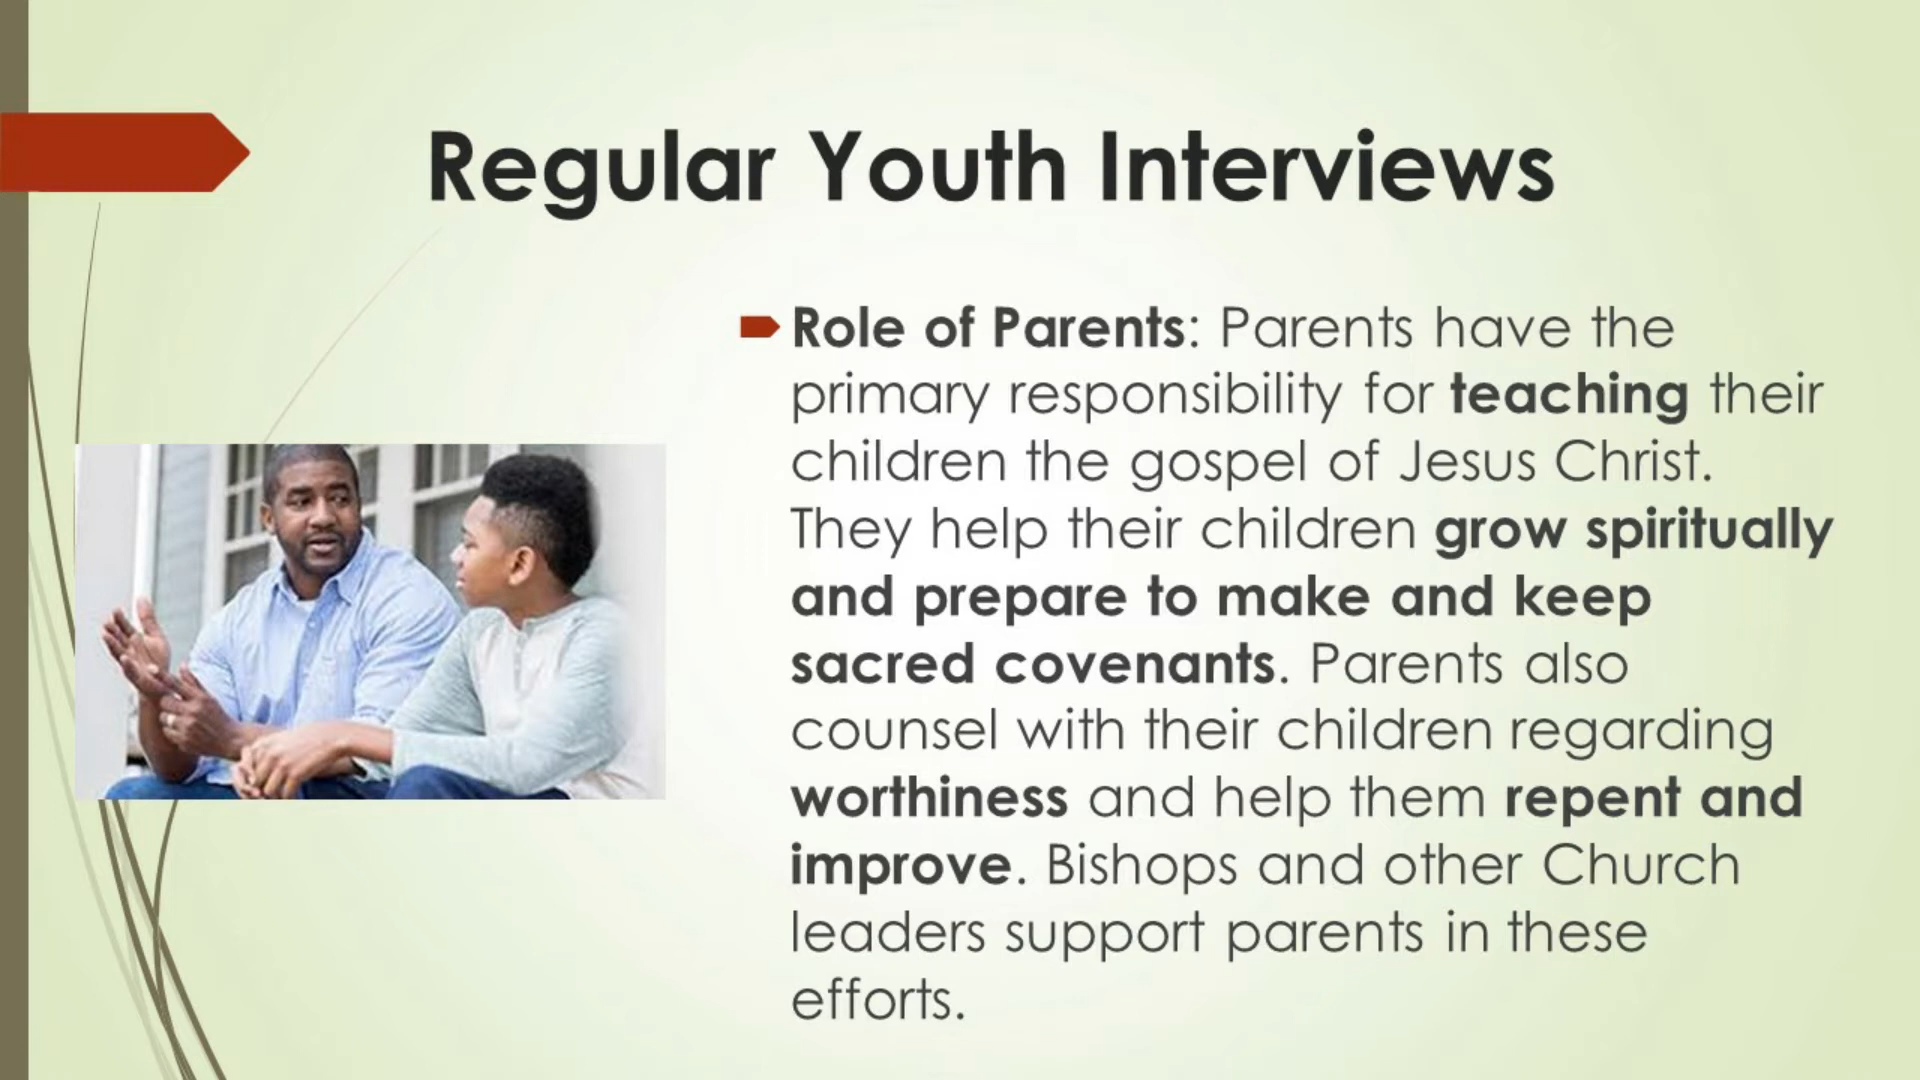 Regular Youth Interviews
Role of Parents: Parents have the
primary responsibility for teaching their
children the gospel of Jesus Christ.
They help their children grow spiritually
and prepare to make and keep
sacred covenants. Parents also
counsel with their children regarding
worthiness and help them repent and
improve. Bishops and other Church
leaders support parents in these
efforts.